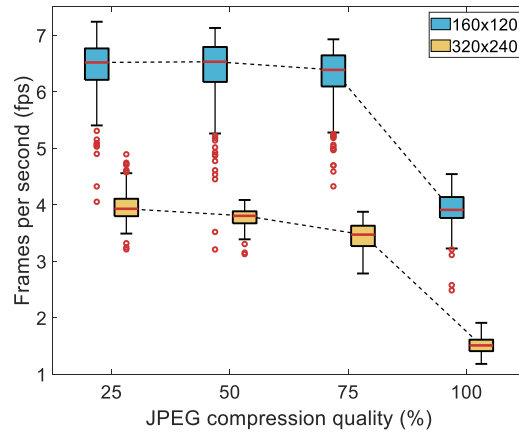 160x120
320x240
Frames per second (fps)
7
6
5
4
3
2
1
25 50 75 100
JPEG compression quality (%)